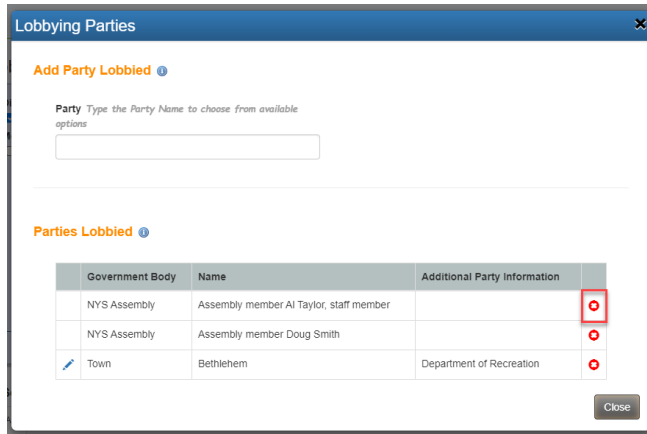 Lobbying Parties
Add Party Lobbied
Party Type the Party Name to choose from available
options
Parties Lobbied
Government Body Name Additional Party Information
NYS Assembly Assembly member Al Taylor, staff member
NYS Assembly Assembly member Doug Smith
Town Bethlehem Department of Recreation
Close